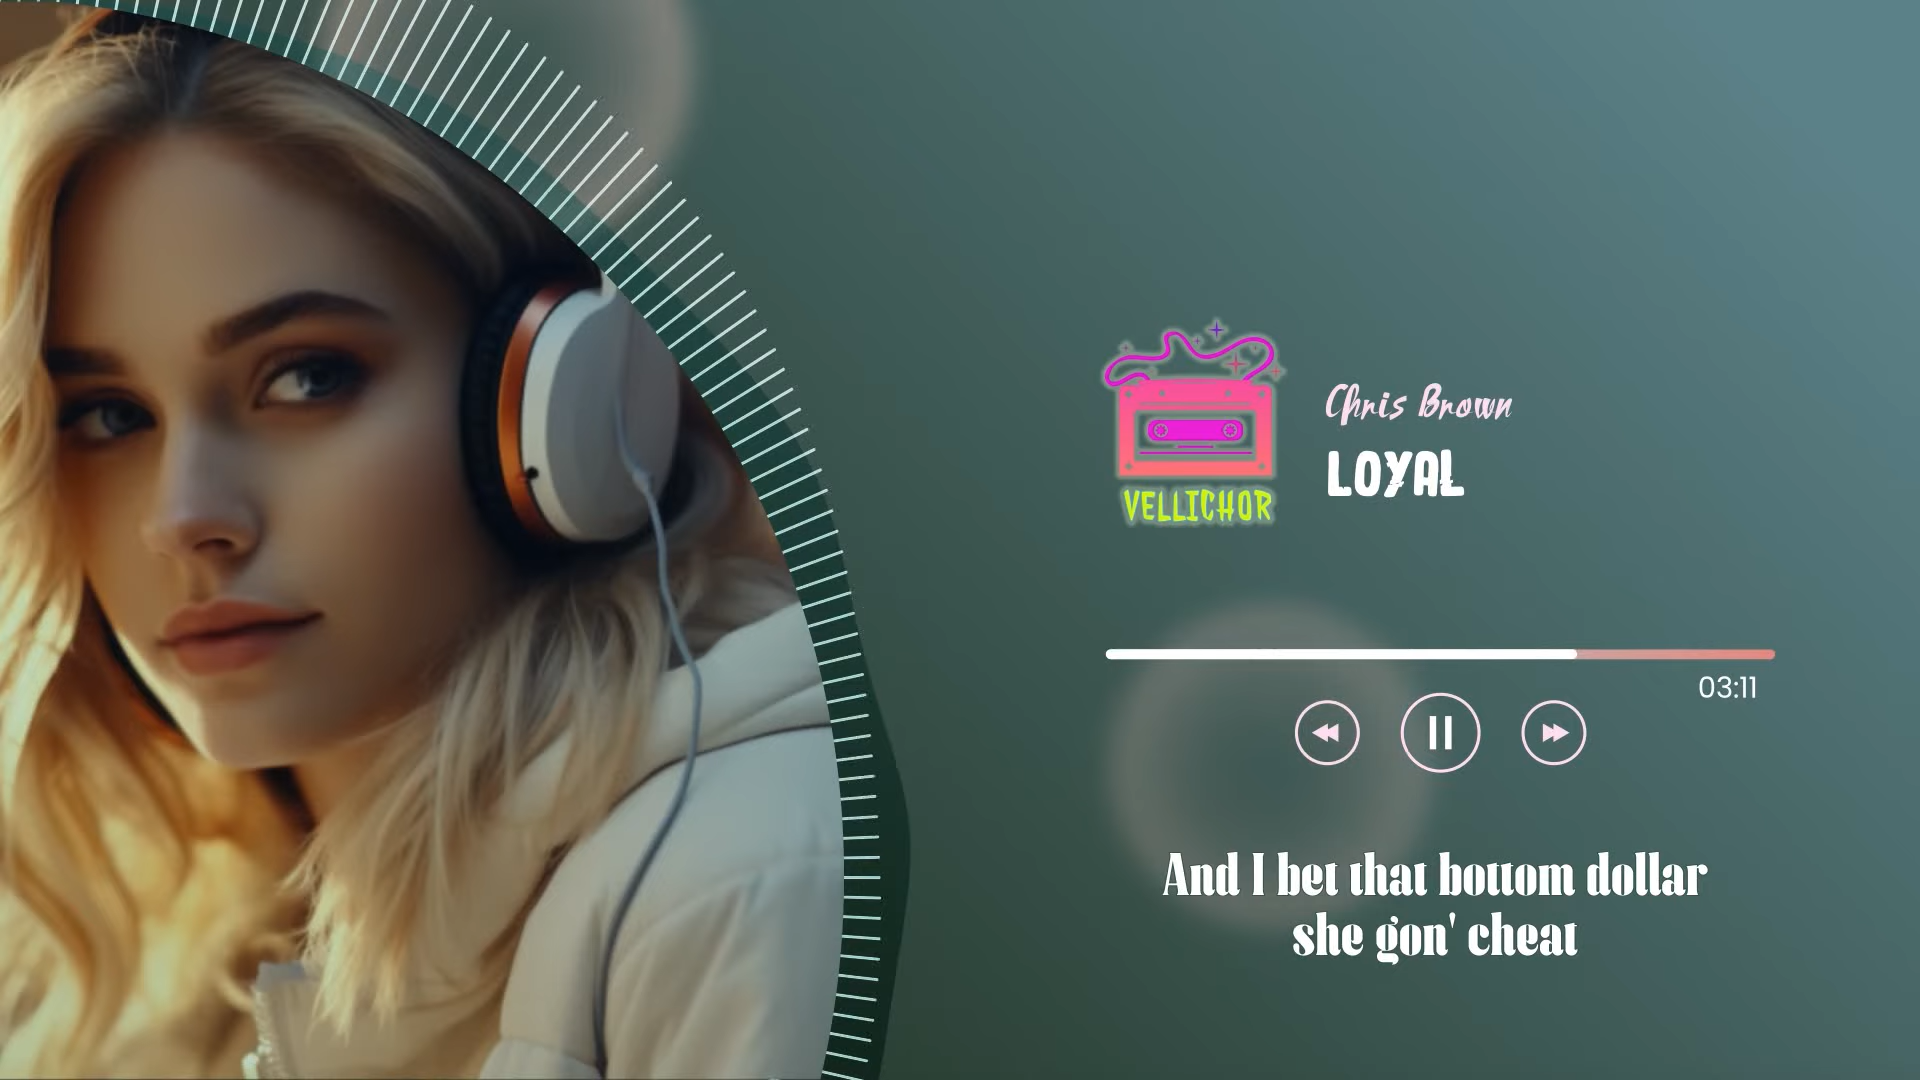 Chris Brown
LOYAL
VELLICHOR
03:11
And I bet that bottom dollar
she gon' cheat